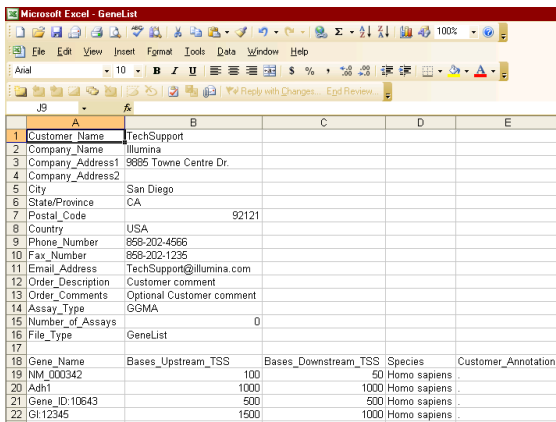 Microsoft Excel - GeneList
100%
File Edit View Insert Format Tools Data Window Help
Arial 10 B I U $ % ,
Reply with Changes... End Review...
J9 fx
A B C D E
1 Customer_Name TechSupport
2 Company_Name Illumina
3 Company_Address1 9885 Towne Centre Dr.
4 Company_Address2
5 City San Diego
6 State/Province CA
7 Postal_Code 92121
8 Country USA
9 Phone_Number 858-202-4566
10 Fax_Number 858-202-1235
11 Email_Address TechSupport@illumina.com
12 Order_Description Customer comment
13 Order_Comments Optional Customer comment
14 Assay_Type GGMA
15 Number_of_Assays 0
16 File_Type GeneList
17
18 Gene_Name Bases_Upstream_TSS Bases_Downstream_TSS Species Customer_Annotation
19 NM_000342 100 50 Homo sapiens .
20 Adh1 1000 1000 Homo sapiens .
21 Gene_ID:10643 500 500 Homo sapiens .
22 GI:12345 1500 1000 Homo sapiens .